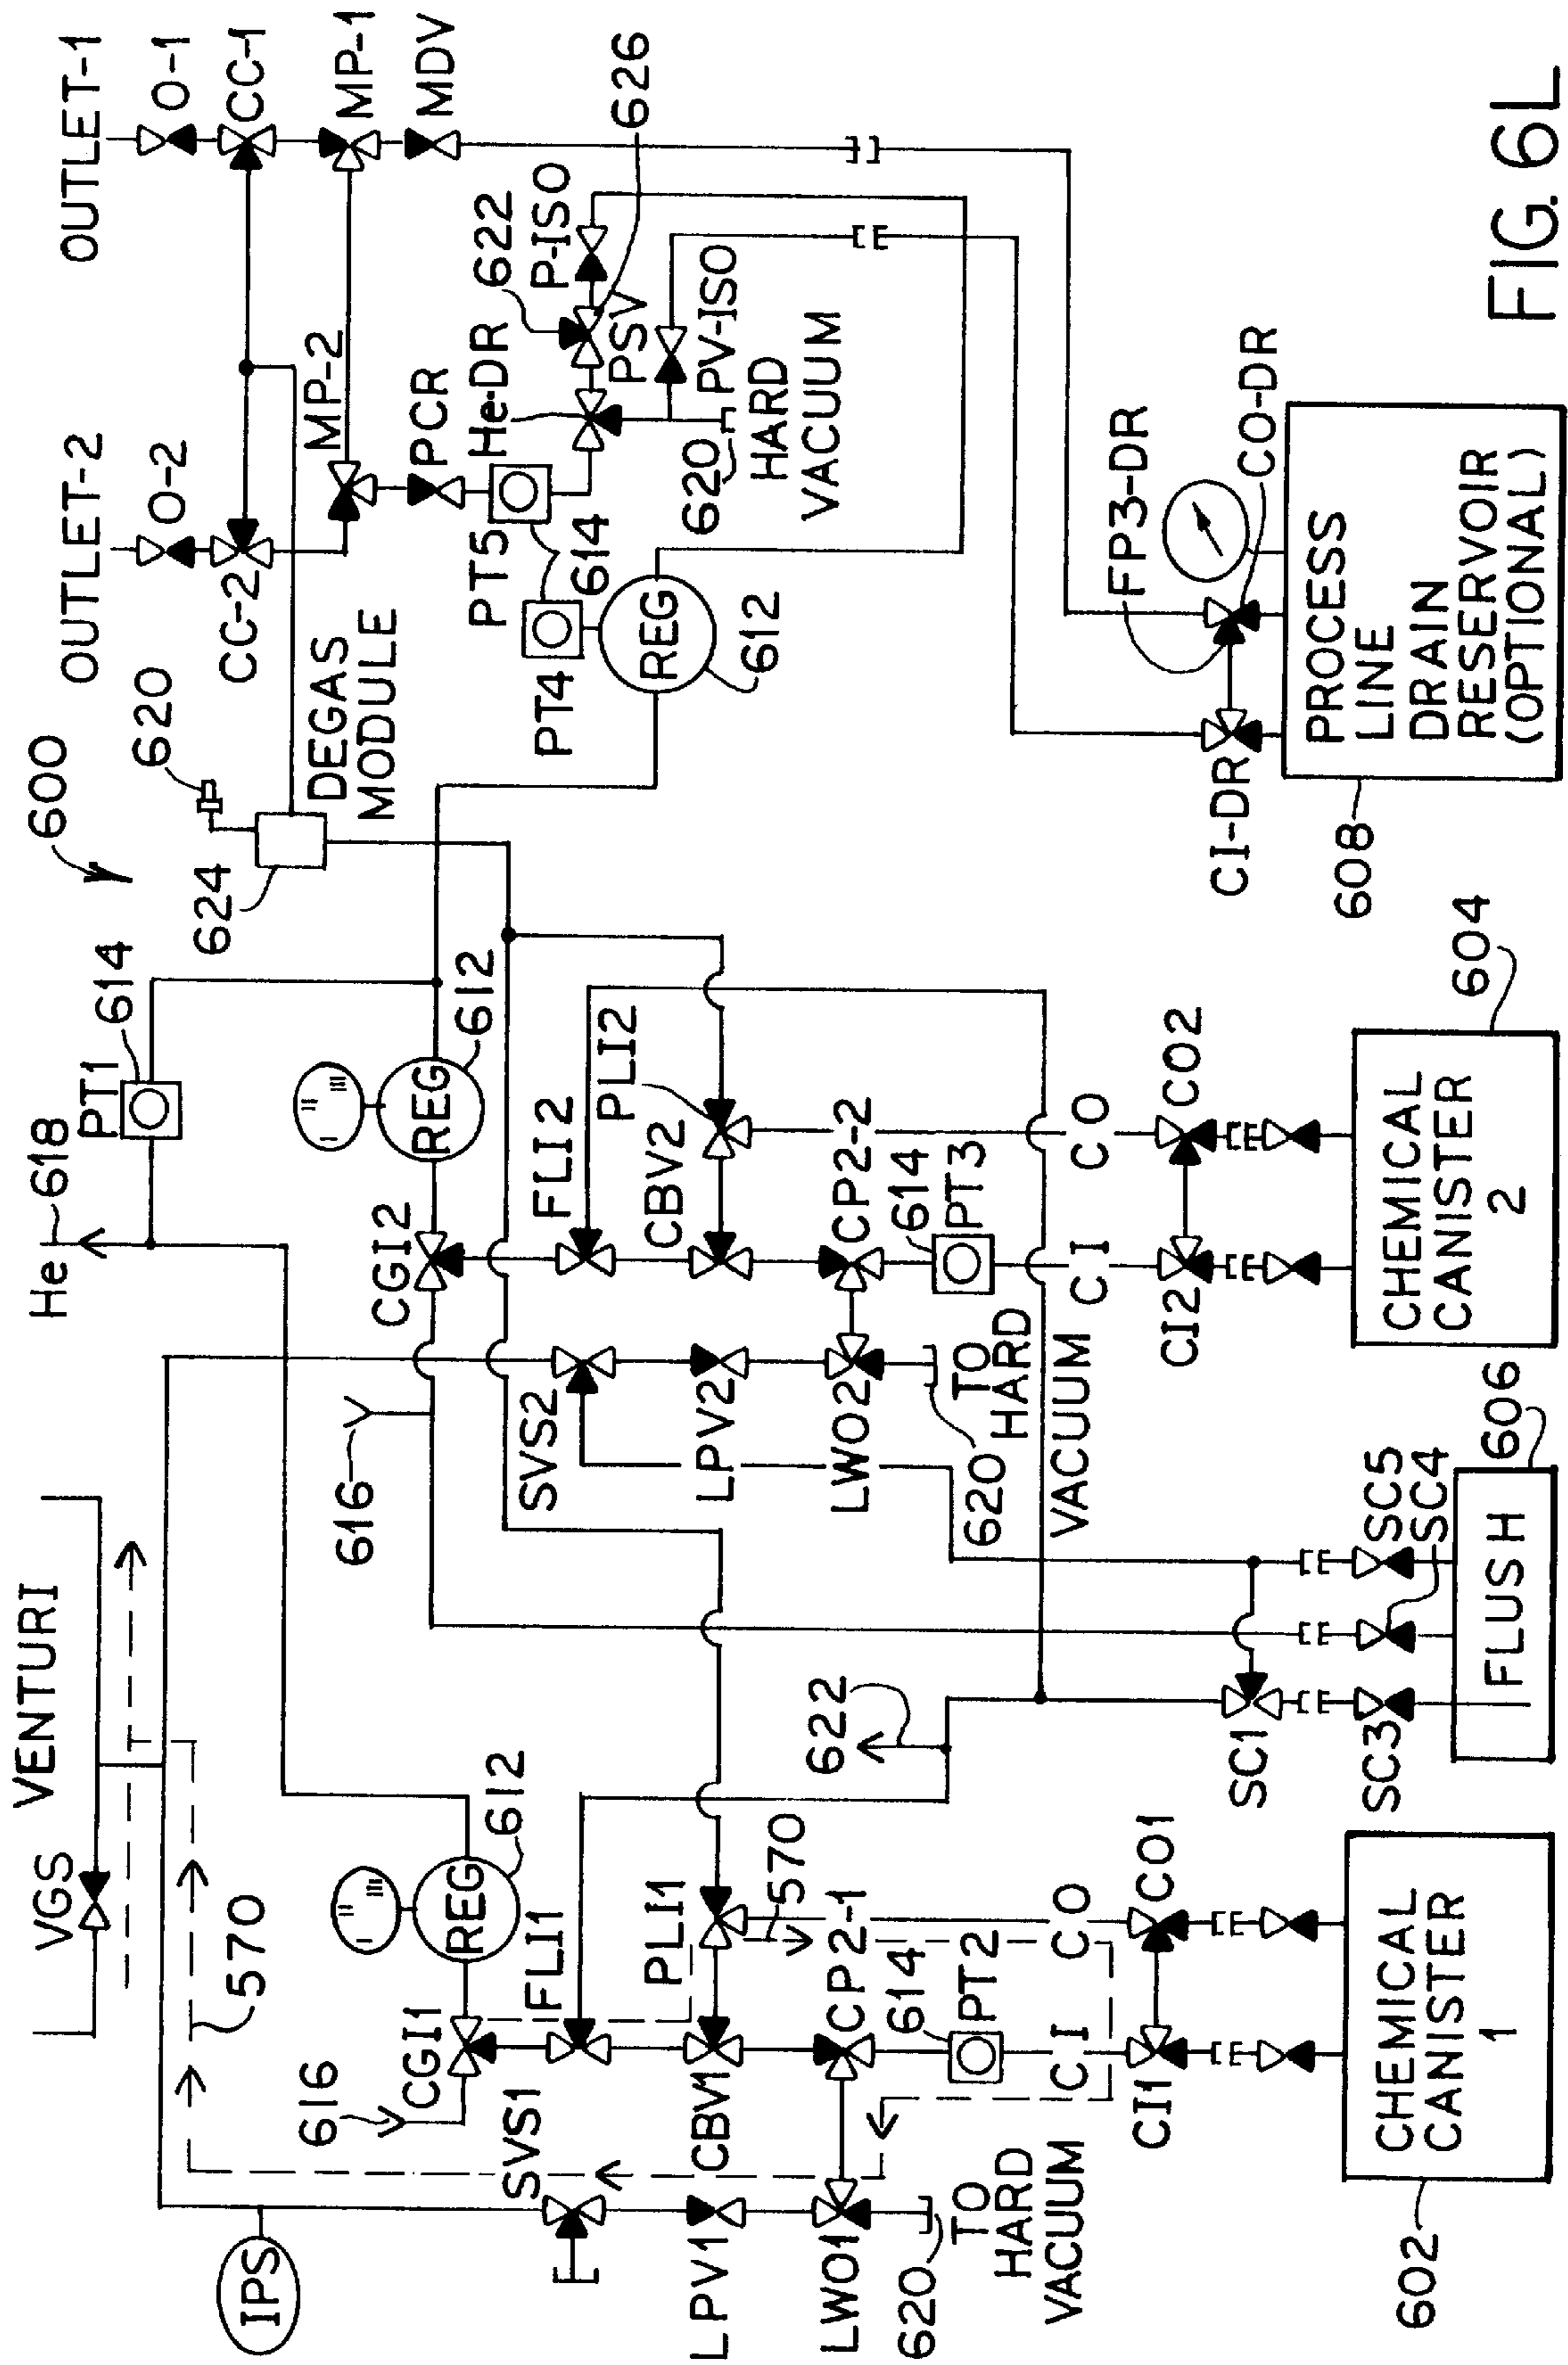 600
OUTLET-1
OUTLET-2
O-1
CC-1
MP-1
MDV
O-2
CC-2
620
624
DEGAS
MODULE
MP-2
PCR
He-DR
622
P-ISO
626
PSV
PV-ISO
HARD
VACUUM
620
PT5
614
PT4
REG
612
He
618
PT1
614
VENTURI
VGS
570
IPS
616
REG
612
CGI1
FLI1
SVS1
PLI1
570
CBV1
LPV1
CP2-1
614
PT2
LWO1
620
TO
HARD
VACUUM
CI
CO
CI1
CO1
CHEMICAL
CANISTER
1
602
616
REG
612
CGI2
FLI2
SVS2
PLI2
CBV2
LPV2
CP2-2
614
PT3
LWO2
620
TO
HARD
VACUUM
CI
CO
CI2
CO2
CHEMICAL
CANISTER
2
604
622
SC1
SC3
SC5
SC4
FLUSH
606
FP3-DR
CO-DR
CI-DR
PROCESS
LINE
DRAIN
RESERVOIR
(OPTIONAL)
608
FIG. 6L